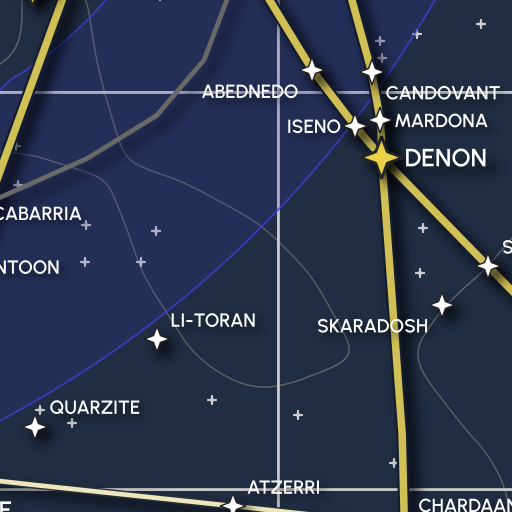 ABEDNEDO
CANDOVANT
ISENO
MARDONA
DENON
CABARRIA
S
NTOON
LI-TORAN
SKARADOSH
QUARZITE
ATZERRI
E
CHARDAAN